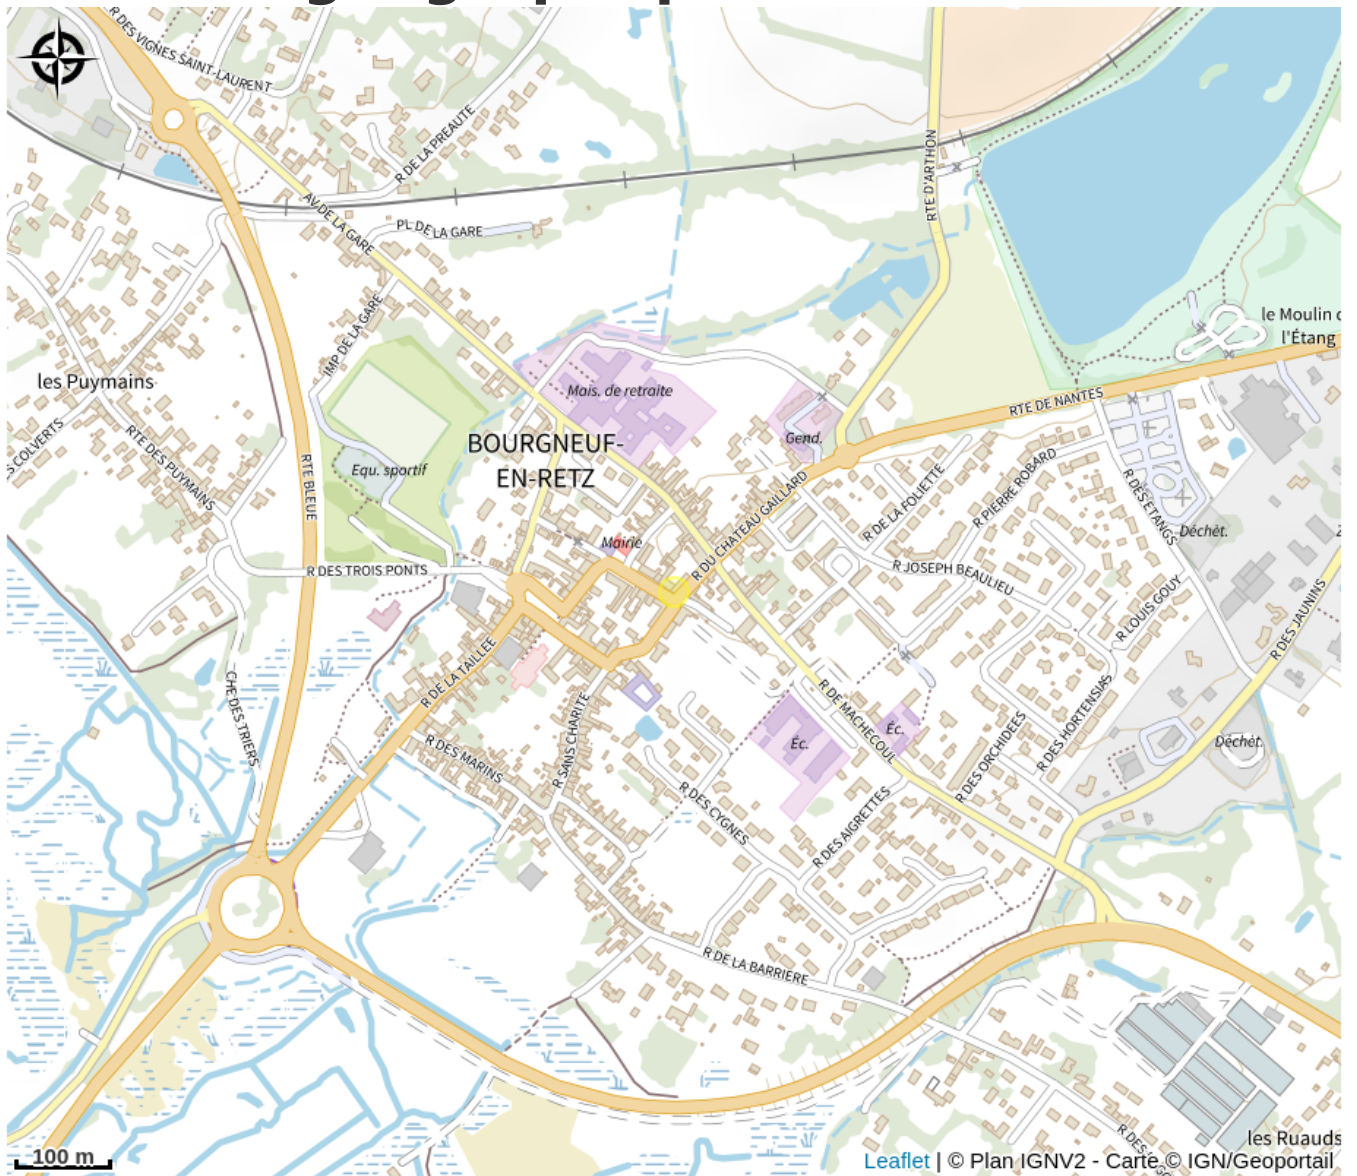 R DES VIGNES SAINT-LAURENT
R DE LA PREAUTE
RTE D'ARTHON
AV DE LA GARE
PL DE LA GARE
IMP DE LA GARE
le Moulin
l'Étang
les Puymains
Mais. de retraite
RTE DE NANTES
Gend.
BOURGNEUF-
EN-RETZ
COLVERTS
RTE DES PUYMAINS
RTE BLEUE
Equ. sportif
R DU CHATEAU GAILLARD
R DE LA FOLIETTE
R PIERRE ROBARD
R DES ETANGS
Déchèt.
Mairie
R DES TROIS PONTS
R JOSEPH BEAULIEU
R LOUIS GOUY
R DES JAUNINS
R DE LA TAILLEE
CHE DES TRIERS
R SANS CHARITE
R DE MACHECOUL
Éc.
Éc.
R DES ORCHIDEES
R DES HORTENSIAS
Déchèt.
R DES MARINS
R DES CYGNES
R DES AIGRETTES
R DE LA BARRIERE
R DES
les Ruauds
100 m
Leaflet | © Plan IGNV2 - Carte © IGN/Geoportail